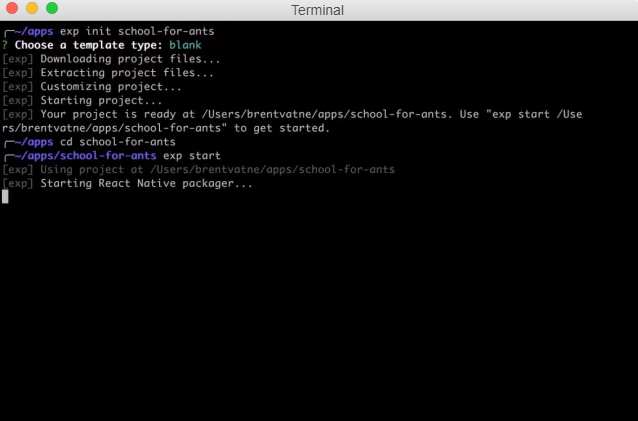 Terminal
~/apps exp init school-for-ants
? Choose a template type: blank
[exp] Downloading project files...
[exp] Extracting project files...
[exp] Customizing project...
[exp] Starting project...
[exp] Your project is ready at /Users/brentvatne/apps/school-for-ants. Use "exp start /Use
rs/brentvatne/apps/school-for-ants" to get started.
~/apps cd school-for-ants
~/apps/school-for-ants exp start
[exp] Using project at /Users/brentvatne/apps/school-for-ants
[exp] Starting React Native packager...